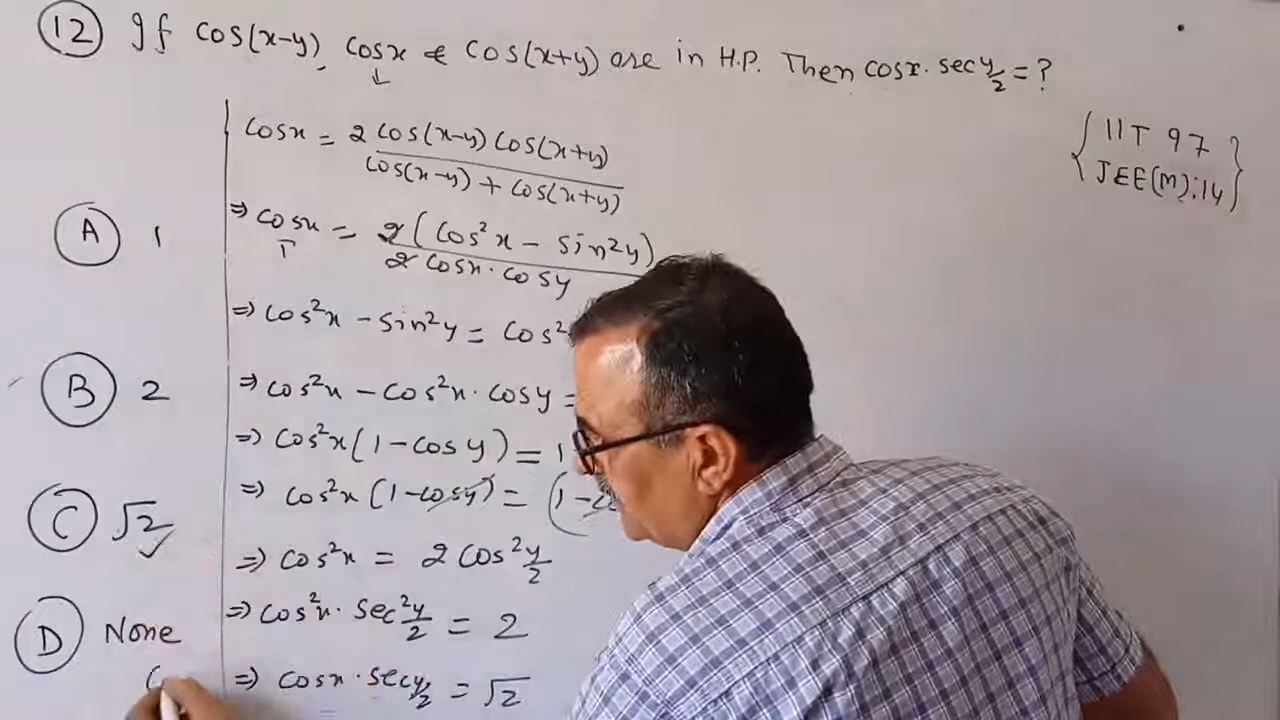 12 If cos(x-y), cosx & cos(x+y) are in H.P. Then cosx. sec y/2 = ?
{ IIT 97
JEE(M):14 }
cosx = 2 cos(x-y) cos(x+y) / cos(x-y) + cos(x+y)
⇒ cosx = 2(cos²x - sin²y) / 2 cosx. cosy
⇒ cos²x - sin²y = cos²
⇒ cos²x - cos²x. cosy =
⇒ cos²x(1-cosy) = 1
⇒ cos²x (1-cosy) = (1-
⇒ cos²x = 2 cos² y/2
⇒ cos²x. sec² y/2 = 2
⇒ cosx. sec y/2 = √2
A 1
B 2
C √2 ✓
D None
(